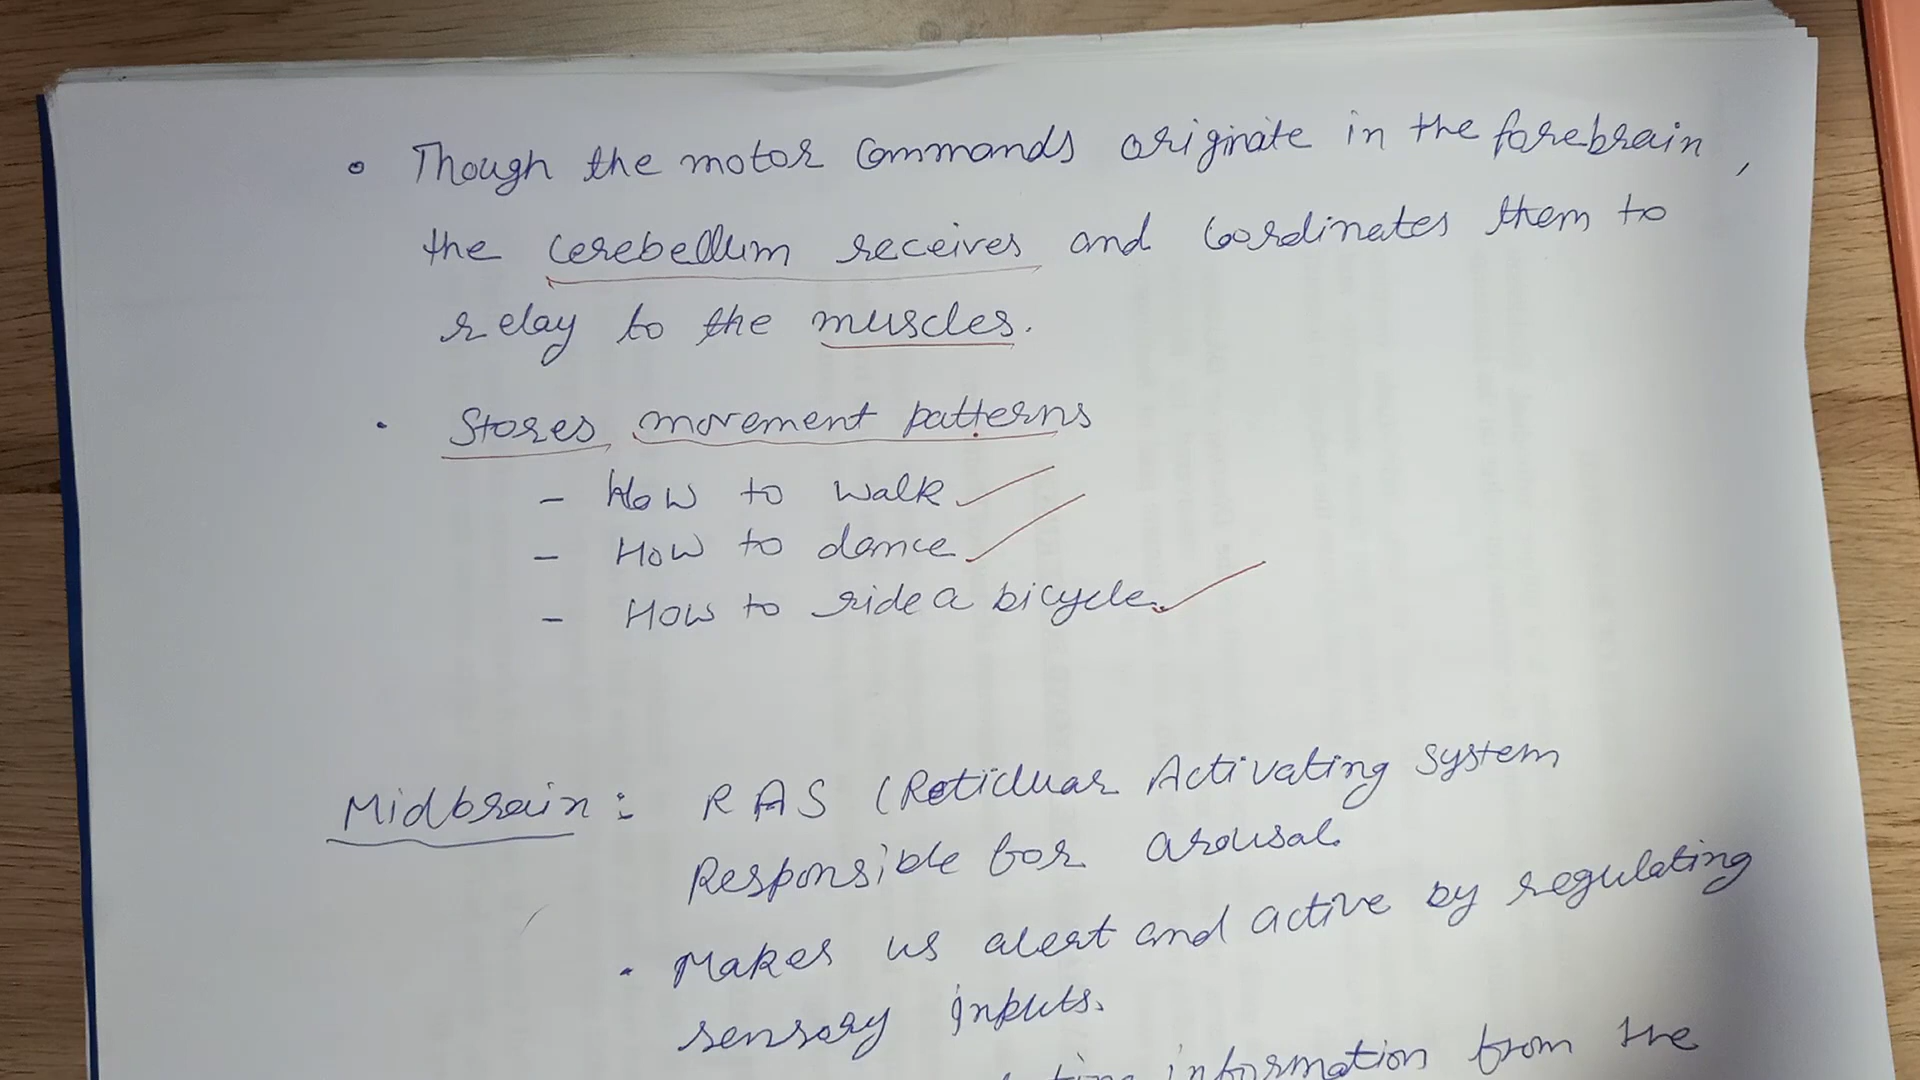 • Though the motor commands originate in the forebrain,
the cerebellum receives and coordinates them to
relay to the muscles.
• Stores movement patterns
- How to walk
- How to dance
- How to ride a bicycle.
Midbrain: RAS (Reticluar Activating System
Responsible for arousal.
• Makes us alert and active by regulating
sensory inputs.
information from the